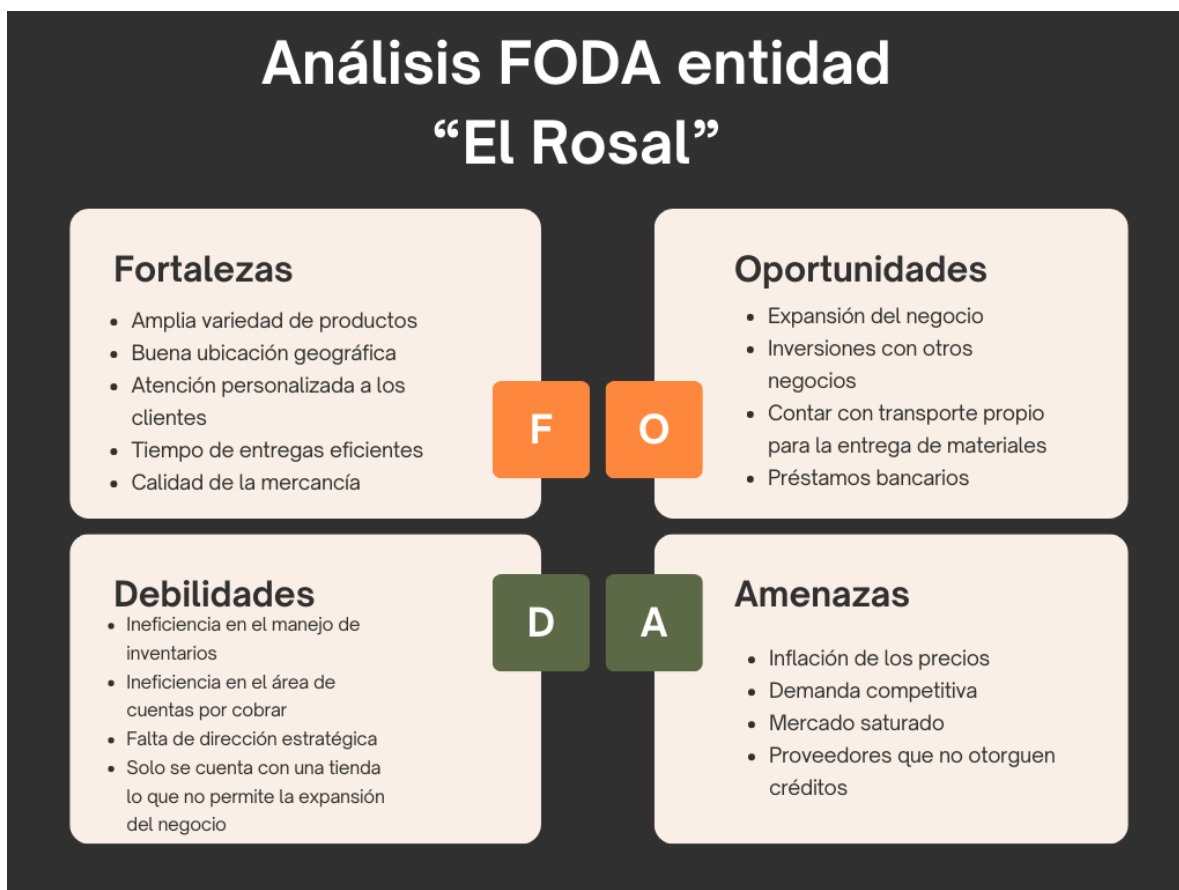 Análisis FODA entidad
“El Rosal”
Fortalezas
• Amplia variedad de productos
• Buena ubicación geográfica
• Atención personalizada a los
clientes
• Tiempo de entregas eficientes
• Calidad de la mercancía
Oportunidades
• Expansión del negocio
• Inversiones con otros
negocios
• Contar con transporte propio
para la entrega de materiales
• Préstamos bancarios
F
O
D
A
Debilidades
• Ineficiencia en el manejo de
inventarios
• Ineficiencia en el área de
cuentas por cobrar
• Falta de dirección estratégica
• Solo se cuenta con una tienda
lo que no permite la expansión
del negocio
Amenazas
• Inflación de los precios
• Demanda competitiva
• Mercado saturado
• Proveedores que no otorguen
créditos